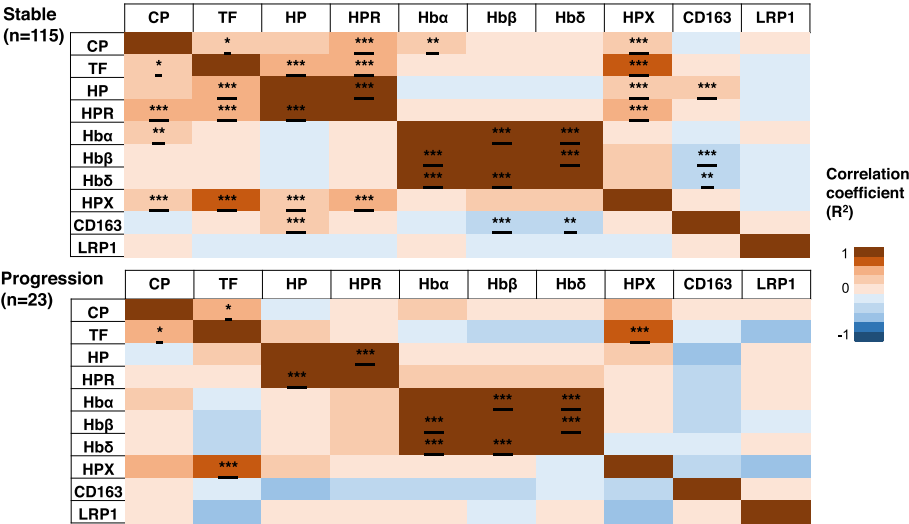 Stable
(n=115)
CP TF HP HPR Hbα Hbβ Hbδ HPX CD163 LRP1
CP * *** ** ***
TF * *** *** ***
HP *** *** *** ***
HPR *** *** *** ***
Hbα ** *** ***
Hbβ *** *** ***
Hbδ *** *** **
HPX *** *** *** ***
CD163 *** *** **
LRP1
Correlation
coefficient
(R²)
1
0
-1
Progression
(n=23)
CP TF HP HPR Hbα Hbβ Hbδ HPX CD163 LRP1
CP *
TF * ***
HP ***
HPR ***
Hbα *** ***
Hbβ *** ***
Hbδ *** ***
HPX ***
CD163
LRP1